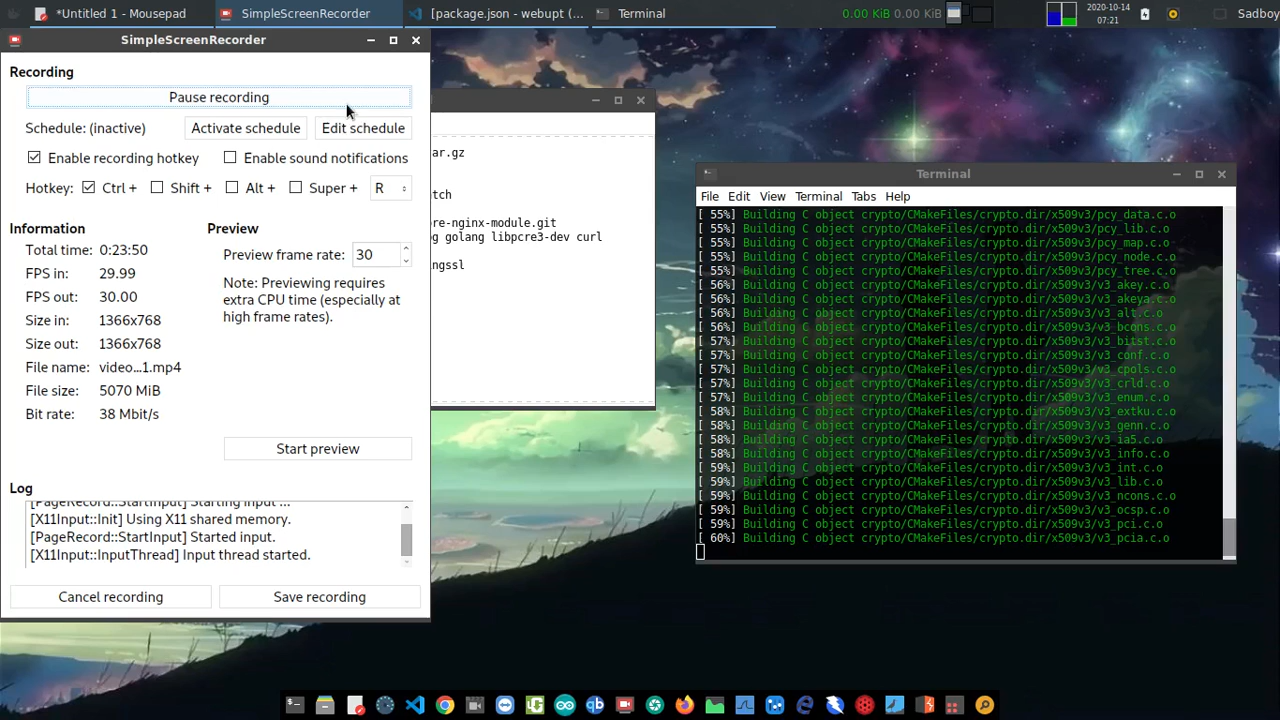 *Untitled 1 - Mousepad
SimpleScreenRecorder
[package.json - webupt (...
Terminal
0.00 KiB 0.00 KiB
2020-10-14
07:21
Sadboy
SimpleScreenRecorder
Recording
Pause recording
Schedule: (inactive)
Activate schedule
Edit schedule
Enable recording hotkey
Enable sound notifications
Hotkey:
Ctrl +
Shift +
Alt +
Super +
R
Information
Total time: 0:23:50
FPS in: 29.99
FPS out: 30.00
Size in: 1366x768
Size out: 1366x768
File name: video...1.mp4
File size: 5070 MiB
Bit rate: 38 Mbit/s
Preview
Preview frame rate: 30
Note: Previewing requires
extra CPU time (especially at
high frame rates).
Start preview
Log
[PageRecord::StartInput] Starting input ...
[X11Input::Init] Using X11 shared memory.
[PageRecord::StartInput] Started input.
[X11Input::InputThread] Input thread started.
Cancel recording
Save recording
ar.gz
tch
re-nginx-module.git
g golang libpcre3-dev curl
ngssl
Terminal
File Edit View Terminal Tabs Help
[ 55%] Building C object crypto/CMakeFiles/crypto.dir/x509v3/pcy_data.c.o
[ 55%] Building C object crypto/CMakeFiles/crypto.dir/x509v3/pcy_lib.c.o
[ 55%] Building C object crypto/CMakeFiles/crypto.dir/x509v3/pcy_map.c.o
[ 55%] Building C object crypto/CMakeFiles/crypto.dir/x509v3/pcy_node.c.o
[ 55%] Building C object crypto/CMakeFiles/crypto.dir/x509v3/pcy_tree.c.o
[ 56%] Building C object crypto/CMakeFiles/crypto.dir/x509v3/v3_akey.c.o
[ 56%] Building C object crypto/CMakeFiles/crypto.dir/x509v3/v3_akeya.c.o
[ 56%] Building C object crypto/CMakeFiles/crypto.dir/x509v3/v3_alt.c.o
[ 56%] Building C object crypto/CMakeFiles/crypto.dir/x509v3/v3_bcons.c.o
[ 57%] Building C object crypto/CMakeFiles/crypto.dir/x509v3/v3_bitst.c.o
[ 57%] Building C object crypto/CMakeFiles/crypto.dir/x509v3/v3_conf.c.o
[ 57%] Building C object crypto/CMakeFiles/crypto.dir/x509v3/v3_cpols.c.o
[ 57%] Building C object crypto/CMakeFiles/crypto.dir/x509v3/v3_crld.c.o
[ 57%] Building C object crypto/CMakeFiles/crypto.dir/x509v3/v3_enum.c.o
[ 58%] Building C object crypto/CMakeFiles/crypto.dir/x509v3/v3_extku.c.o
[ 58%] Building C object crypto/CMakeFiles/crypto.dir/x509v3/v3_genn.c.o
[ 58%] Building C object crypto/CMakeFiles/crypto.dir/x509v3/v3_ia5.c.o
[ 58%] Building C object crypto/CMakeFiles/crypto.dir/x509v3/v3_info.c.o
[ 59%] Building C object crypto/CMakeFiles/crypto.dir/x509v3/v3_int.c.o
[ 59%] Building C object crypto/CMakeFiles/crypto.dir/x509v3/v3_lib.c.o
[ 59%] Building C object crypto/CMakeFiles/crypto.dir/x509v3/v3_ncons.c.o
[ 59%] Building C object crypto/CMakeFiles/crypto.dir/x509v3/v3_ocsp.c.o
[ 59%] Building C object crypto/CMakeFiles/crypto.dir/x509v3/v3_pci.c.o
[ 60%] Building C object crypto/CMakeFiles/crypto.dir/x509v3/v3_pcia.c.o